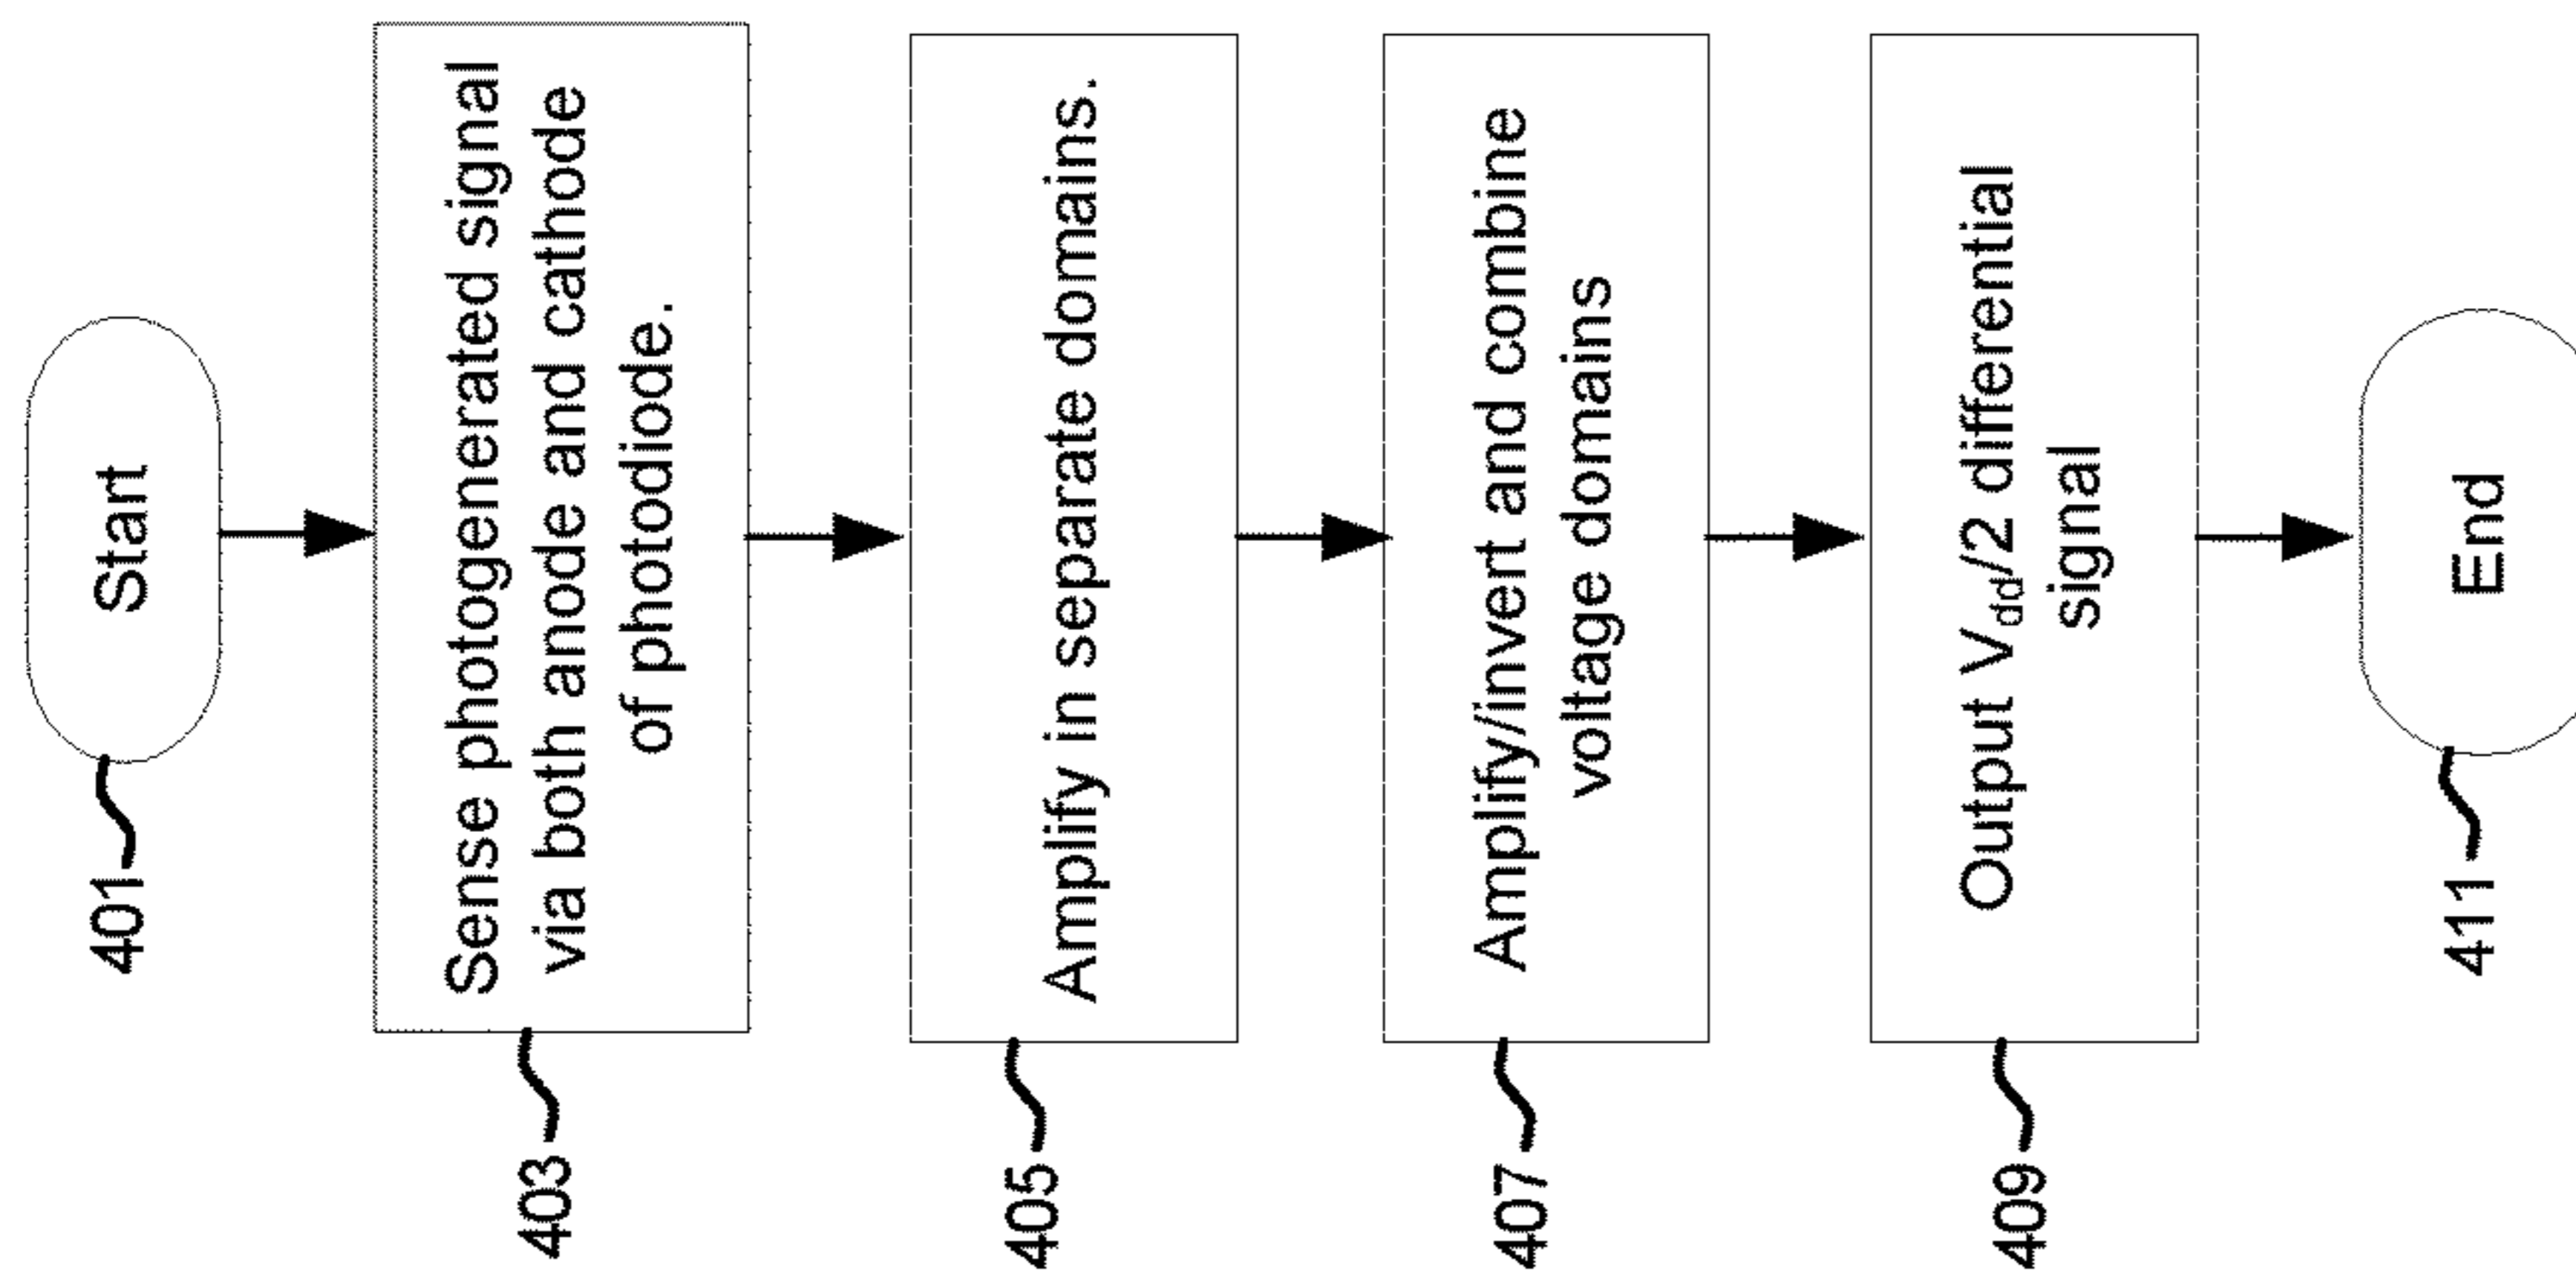 401
Start
403
Sense photogenerated signal
via both anode and cathode
of photodiode.
405
Amplify in separate domains.
407
Amplify/invert and combine
voltage domains
409
Output Vdd/2 differential
signal
411
End